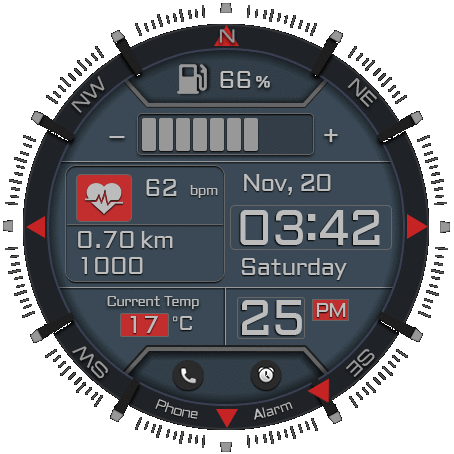 N
NW
NE
66%
– +
62 bpm
Nov, 20
0.70 km
03:42
1000
Saturday
Current Temp
17 °C
25 PM
SW
SE
Phone
Alarm